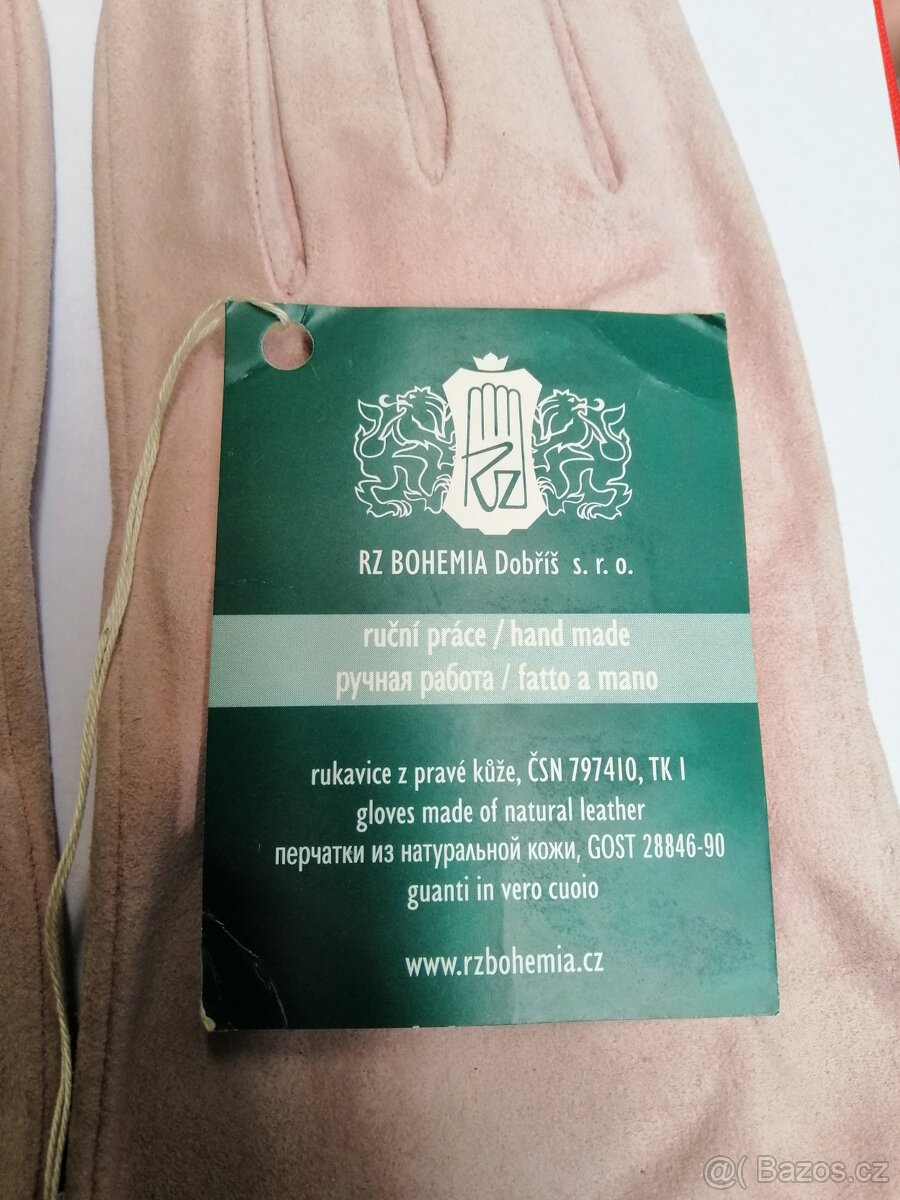 RZ
RZ BOHEMIA Dobříš s. r. o.
ruční práce / hand made
ручная работа / fatto a mano
rukavice z pravé kůže, ČSN 797410, TK 1
gloves made of natural leather
перчатки из натуральной кожи, GOST 28846-90
guanti in vero cuoio
www.rzbohemia.cz
@( Bazos.cz